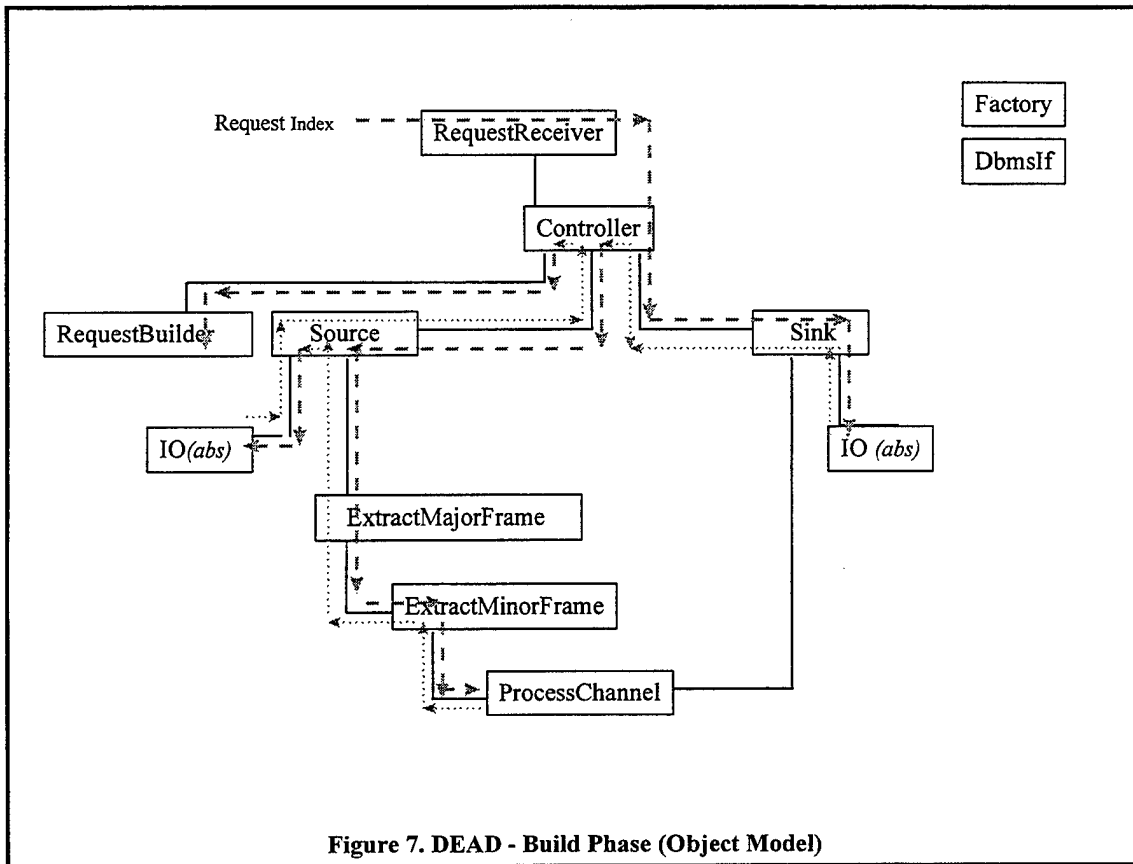 Factory
Request Index
RequestReceiver
DbmsIf
Controller
RequestBuilder
Source
Sink
IO(abs)
IO (abs)
ExtractMajorFrame
ExtractMinorFrame
ProcessChannel
Figure 7. DEAD - Build Phase (Object Model)